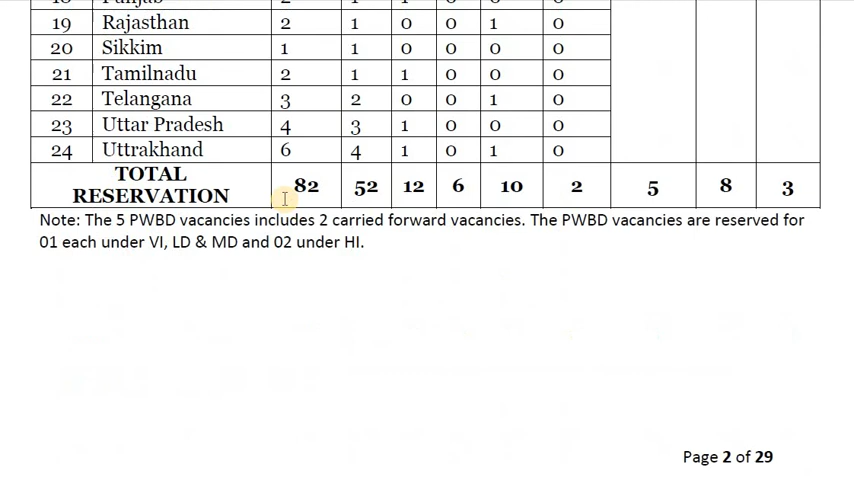 19 Rajasthan 2 1 0 0 1 0
20 Sikkim 1 1 0 0 0 0
21 Tamilnadu 2 1 1 0 0 0
22 Telangana 3 2 0 0 1 0
23 Uttar Pradesh 4 3 1 0 0 0
24 Uttrakhand 6 4 1 0 1 0
TOTAL
RESERVATION 82 52 12 6 10 2 5 8 3
Note: The 5 PWBD vacancies includes 2 carried forward vacancies. The PWBD vacancies are reserved for
01 each under VI, LD & MD and 02 under HI.
Page 2 of 29